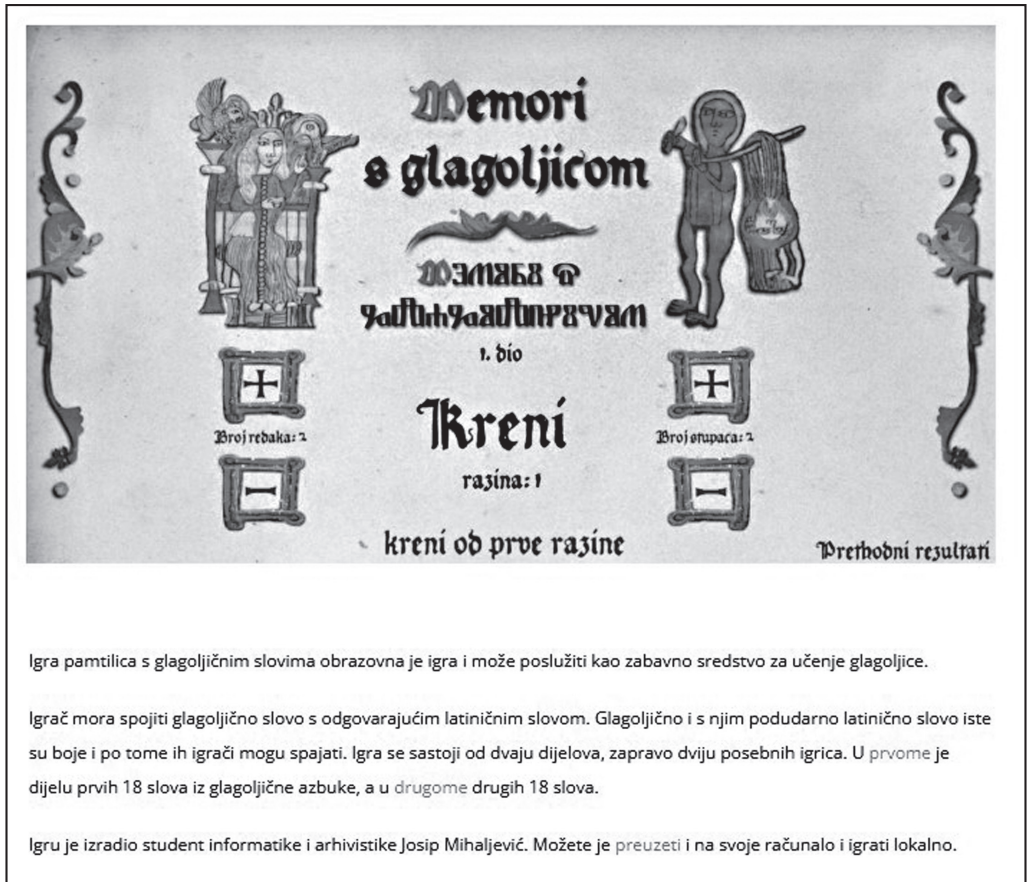 Memori
s glagoljicom
Ⰿⰵⰿⱁⱃⰻ ⱄ
1. dio
Kreni
Broj redaka: 2
Broj stupaca: 2
razina: 1
kreni od prve razine
Prethodni rezultati
Igra pamtilica s glagoljičnim slovima obrazovna je igra i može poslužiti kao zabavno sredstvo za učenje glagoljice.
Igrač mora spojiti glagoljično slovo s odgovarajućim latiničnim slovom. Glagoljično i s njim podudarno latinično slovo iste
su boje i po tome ih igrači mogu spajati. Igra se sastoji od dvaju dijelova, zapravo dviju posebnih igrica. U prvome je
dijelu prvih 18 slova iz glagoljične azbuke, a u drugome drugih 18 slova.
Igru je izradio student informatike i arhivistike Josip Mihaljević. Možete je preuzeti i na svoje računalo i igrati lokalno.